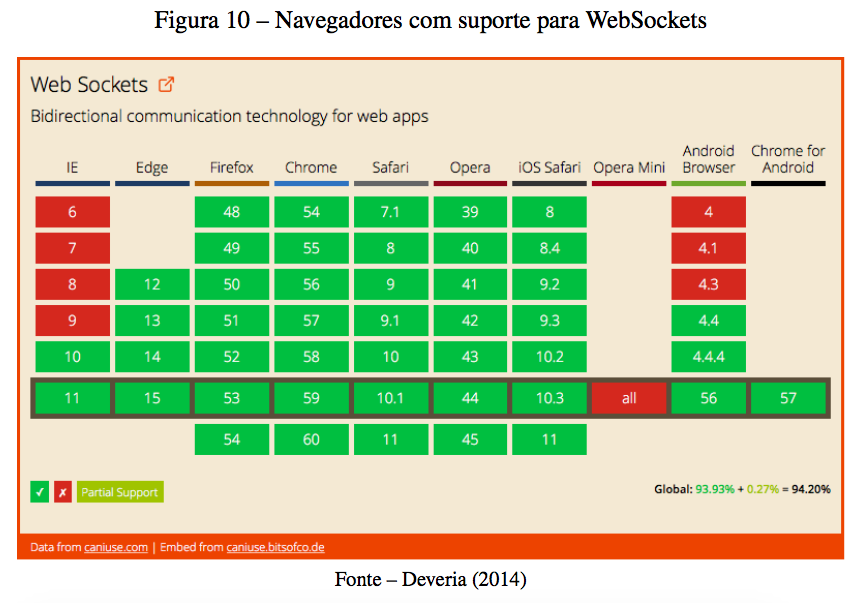 Figura 10 – Navegadores com suporte para WebSockets
Web Sockets
Bidirectional communication technology for web apps
IE Edge Firefox Chrome Safari Opera iOS Safari Opera Mini Android Browser Chrome for Android
6 48 54 7.1 39 8 4
7 49 55 8 40 8.4 4.1
8 12 50 56 9 41 9.2 4.3
9 13 51 57 9.1 42 9.3 4.4
10 14 52 58 10 43 10.2 4.4.4
11 15 53 59 10.1 44 10.3 all 56 57
54 60 11 45 11
✓ ✗ Partial Support
Global: 93.93% + 0.27% = 94.20%
Data from caniuse.com | Embed from caniuse.bitsofco.de
Fonte – Deveria (2014)